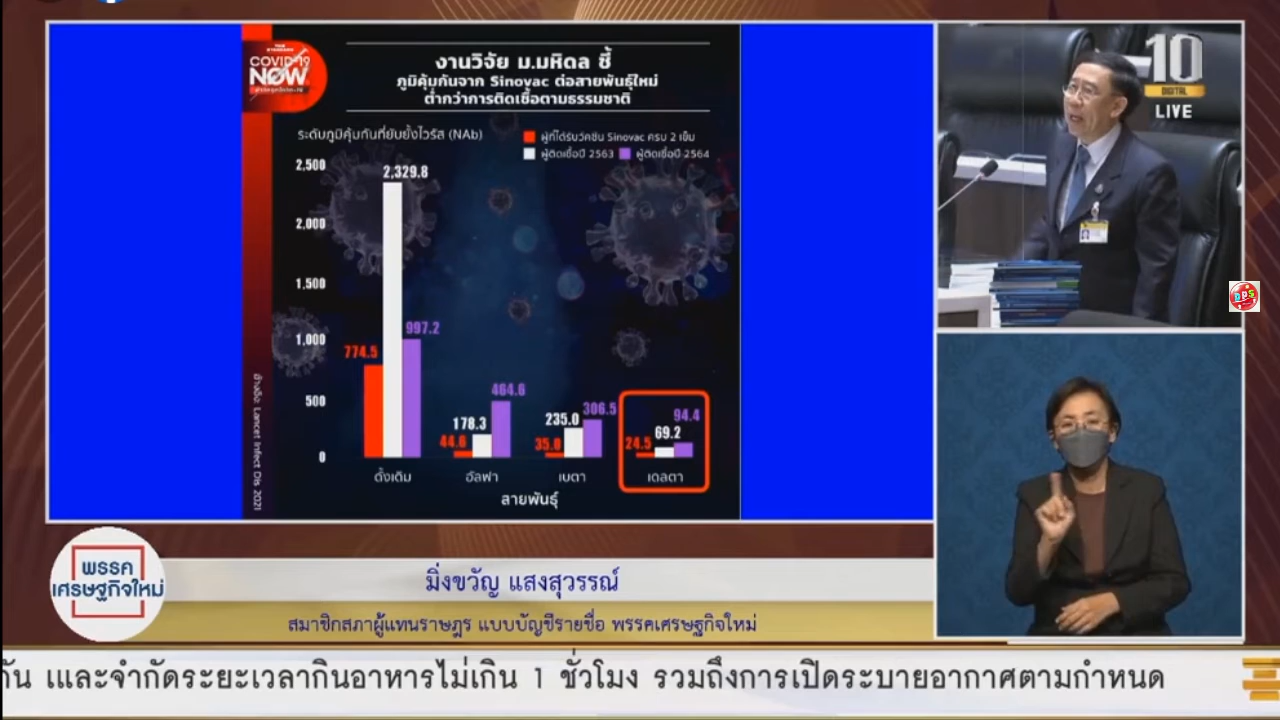 COVID-19
NOW
งานวิจัย ม.มหิดล ชี้
ภูมิคุ้มกันจาก Sinovac ต่อสายพันธุ์ใหม่
ต่ำกว่าการติดเชื้อตามธรรมชาติ
ระดับภูมิคุ้มกันที่ยับยั้งไวรัส (NAb)
ผู้ที่ได้รับวัคซีน Sinovac ครบ 2 เข็ม
ผู้ติดเชื้อปี 2563 ผู้ติดเชื้อปี 2564
2,500
2,000
1,500
1,000
500
0
774.5 2,329.8 997.2
44.6 178.3 464.6
35.0 235.0 306.5
24.5 69.2 94.4
ดั้งเดิม อัลฟา เบตา เดลตา
สายพันธุ์
อ้างอิง: Lancet Infect Dis 2021
10
DIGITAL
LIVE
DPS
พรรค
เศรษฐกิจใหม่
มิ่งขวัญ แสงสุวรรณ์
สมาชิกสภาผู้แทนราษฎร แบบบัญชีรายชื่อ พรรคเศรษฐกิจใหม่
กัน และจำกัดระยะเวลากินอาหารไม่เกิน 1 ชั่วโมง รวมถึงการเปิดระบายอากาศตามกำหนด